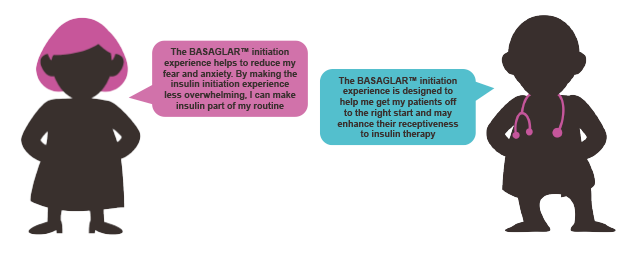 The BASAGLAR™ initiation
experience helps to reduce my
fear and anxiety. By making the
insulin initiation experience
less overwhelming, I can make
insulin part of my routine
The BASAGLAR™ initiation
experience is designed to
help me get my patients off
to the right start and may
enhance their receptiveness
to insulin therapy